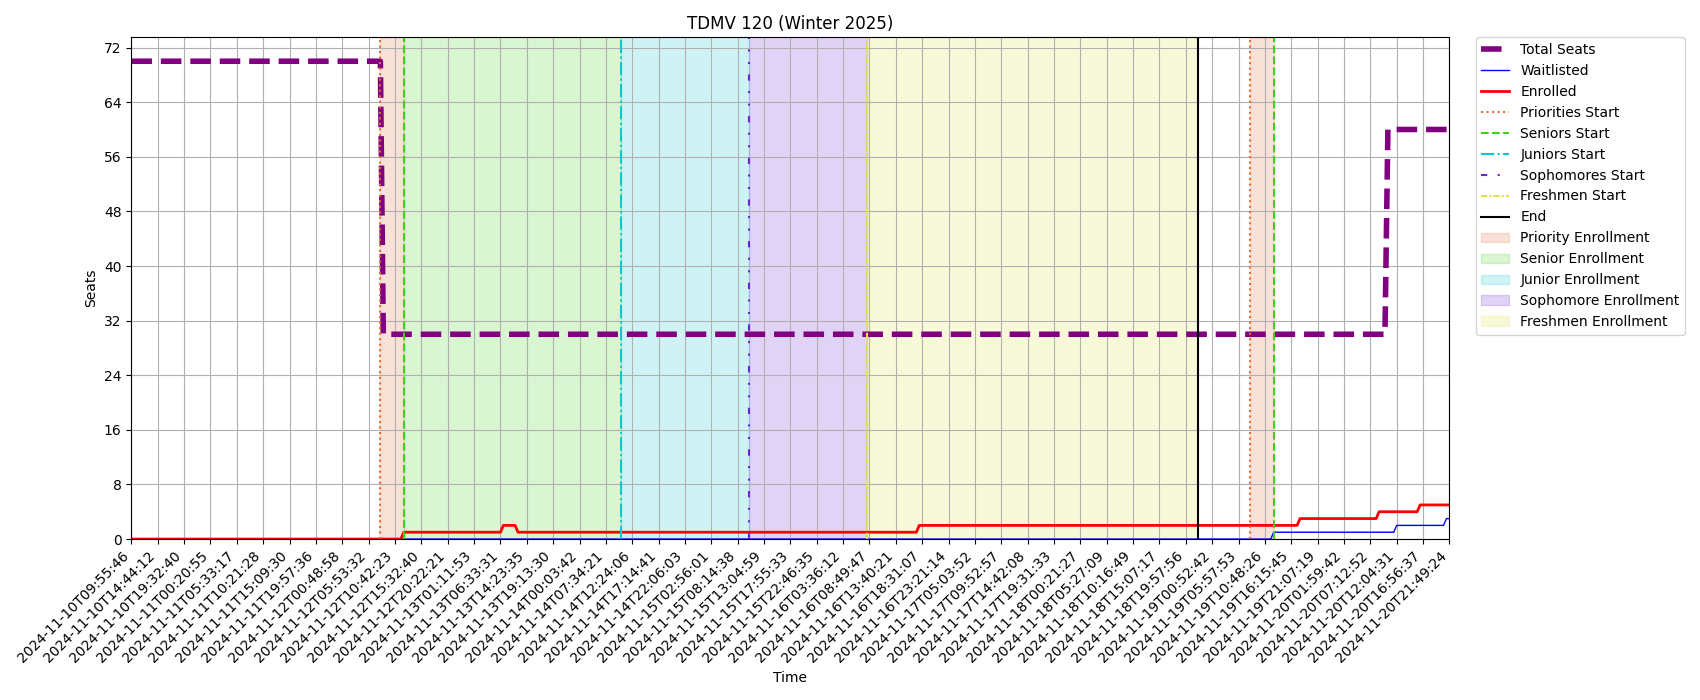 TDMV 120 (Winter 2025)
72
64
56
48
40
32
24
16
8
0
Seats
2024-11-10T09:55:46
2024-11-10T14:44:12
2024-11-10T19:32:40
2024-11-11T00:20:55
2024-11-11T05:33:17
2024-11-11T10:21:28
2024-11-11T15:09:30
2024-11-11T19:57:36
2024-11-12T00:48:58
2024-11-12T05:53:32
2024-11-12T10:42:23
2024-11-12T15:32:40
2024-11-12T20:22:21
2024-11-13T01:11:53
2024-11-13T06:33:31
2024-11-13T14:23:35
2024-11-13T19:13:30
2024-11-14T00:03:42
2024-11-14T07:34:21
2024-11-14T12:24:06
2024-11-14T17:14:41
2024-11-14T22:06:03
2024-11-15T02:56:01
2024-11-15T08:14:38
2024-11-15T13:04:59
2024-11-15T17:55:33
2024-11-15T22:46:35
2024-11-16T03:36:12
2024-11-16T08:49:47
2024-11-16T13:40:21
2024-11-16T18:31:07
2024-11-16T23:21:14
2024-11-17T05:03:52
2024-11-17T09:52:57
2024-11-17T14:42:08
2024-11-17T19:31:33
2024-11-18T00:21:27
2024-11-18T05:27:09
2024-11-18T10:16:49
2024-11-18T15:07:17
2024-11-18T19:57:56
2024-11-19T00:52:42
2024-11-19T05:57:53
2024-11-19T10:48:26
2024-11-19T16:15:45
2024-11-19T21:07:19
2024-11-20T01:59:42
2024-11-20T07:12:52
2024-11-20T12:04:31
2024-11-20T16:56:37
2024-11-20T21:49:24
Time
Total Seats
Waitlisted
Enrolled
Priorities Start
Seniors Start
Juniors Start
Sophomores Start
Freshmen Start
End
Priority Enrollment
Senior Enrollment
Junior Enrollment
Sophomore Enrollment
Freshmen Enrollment